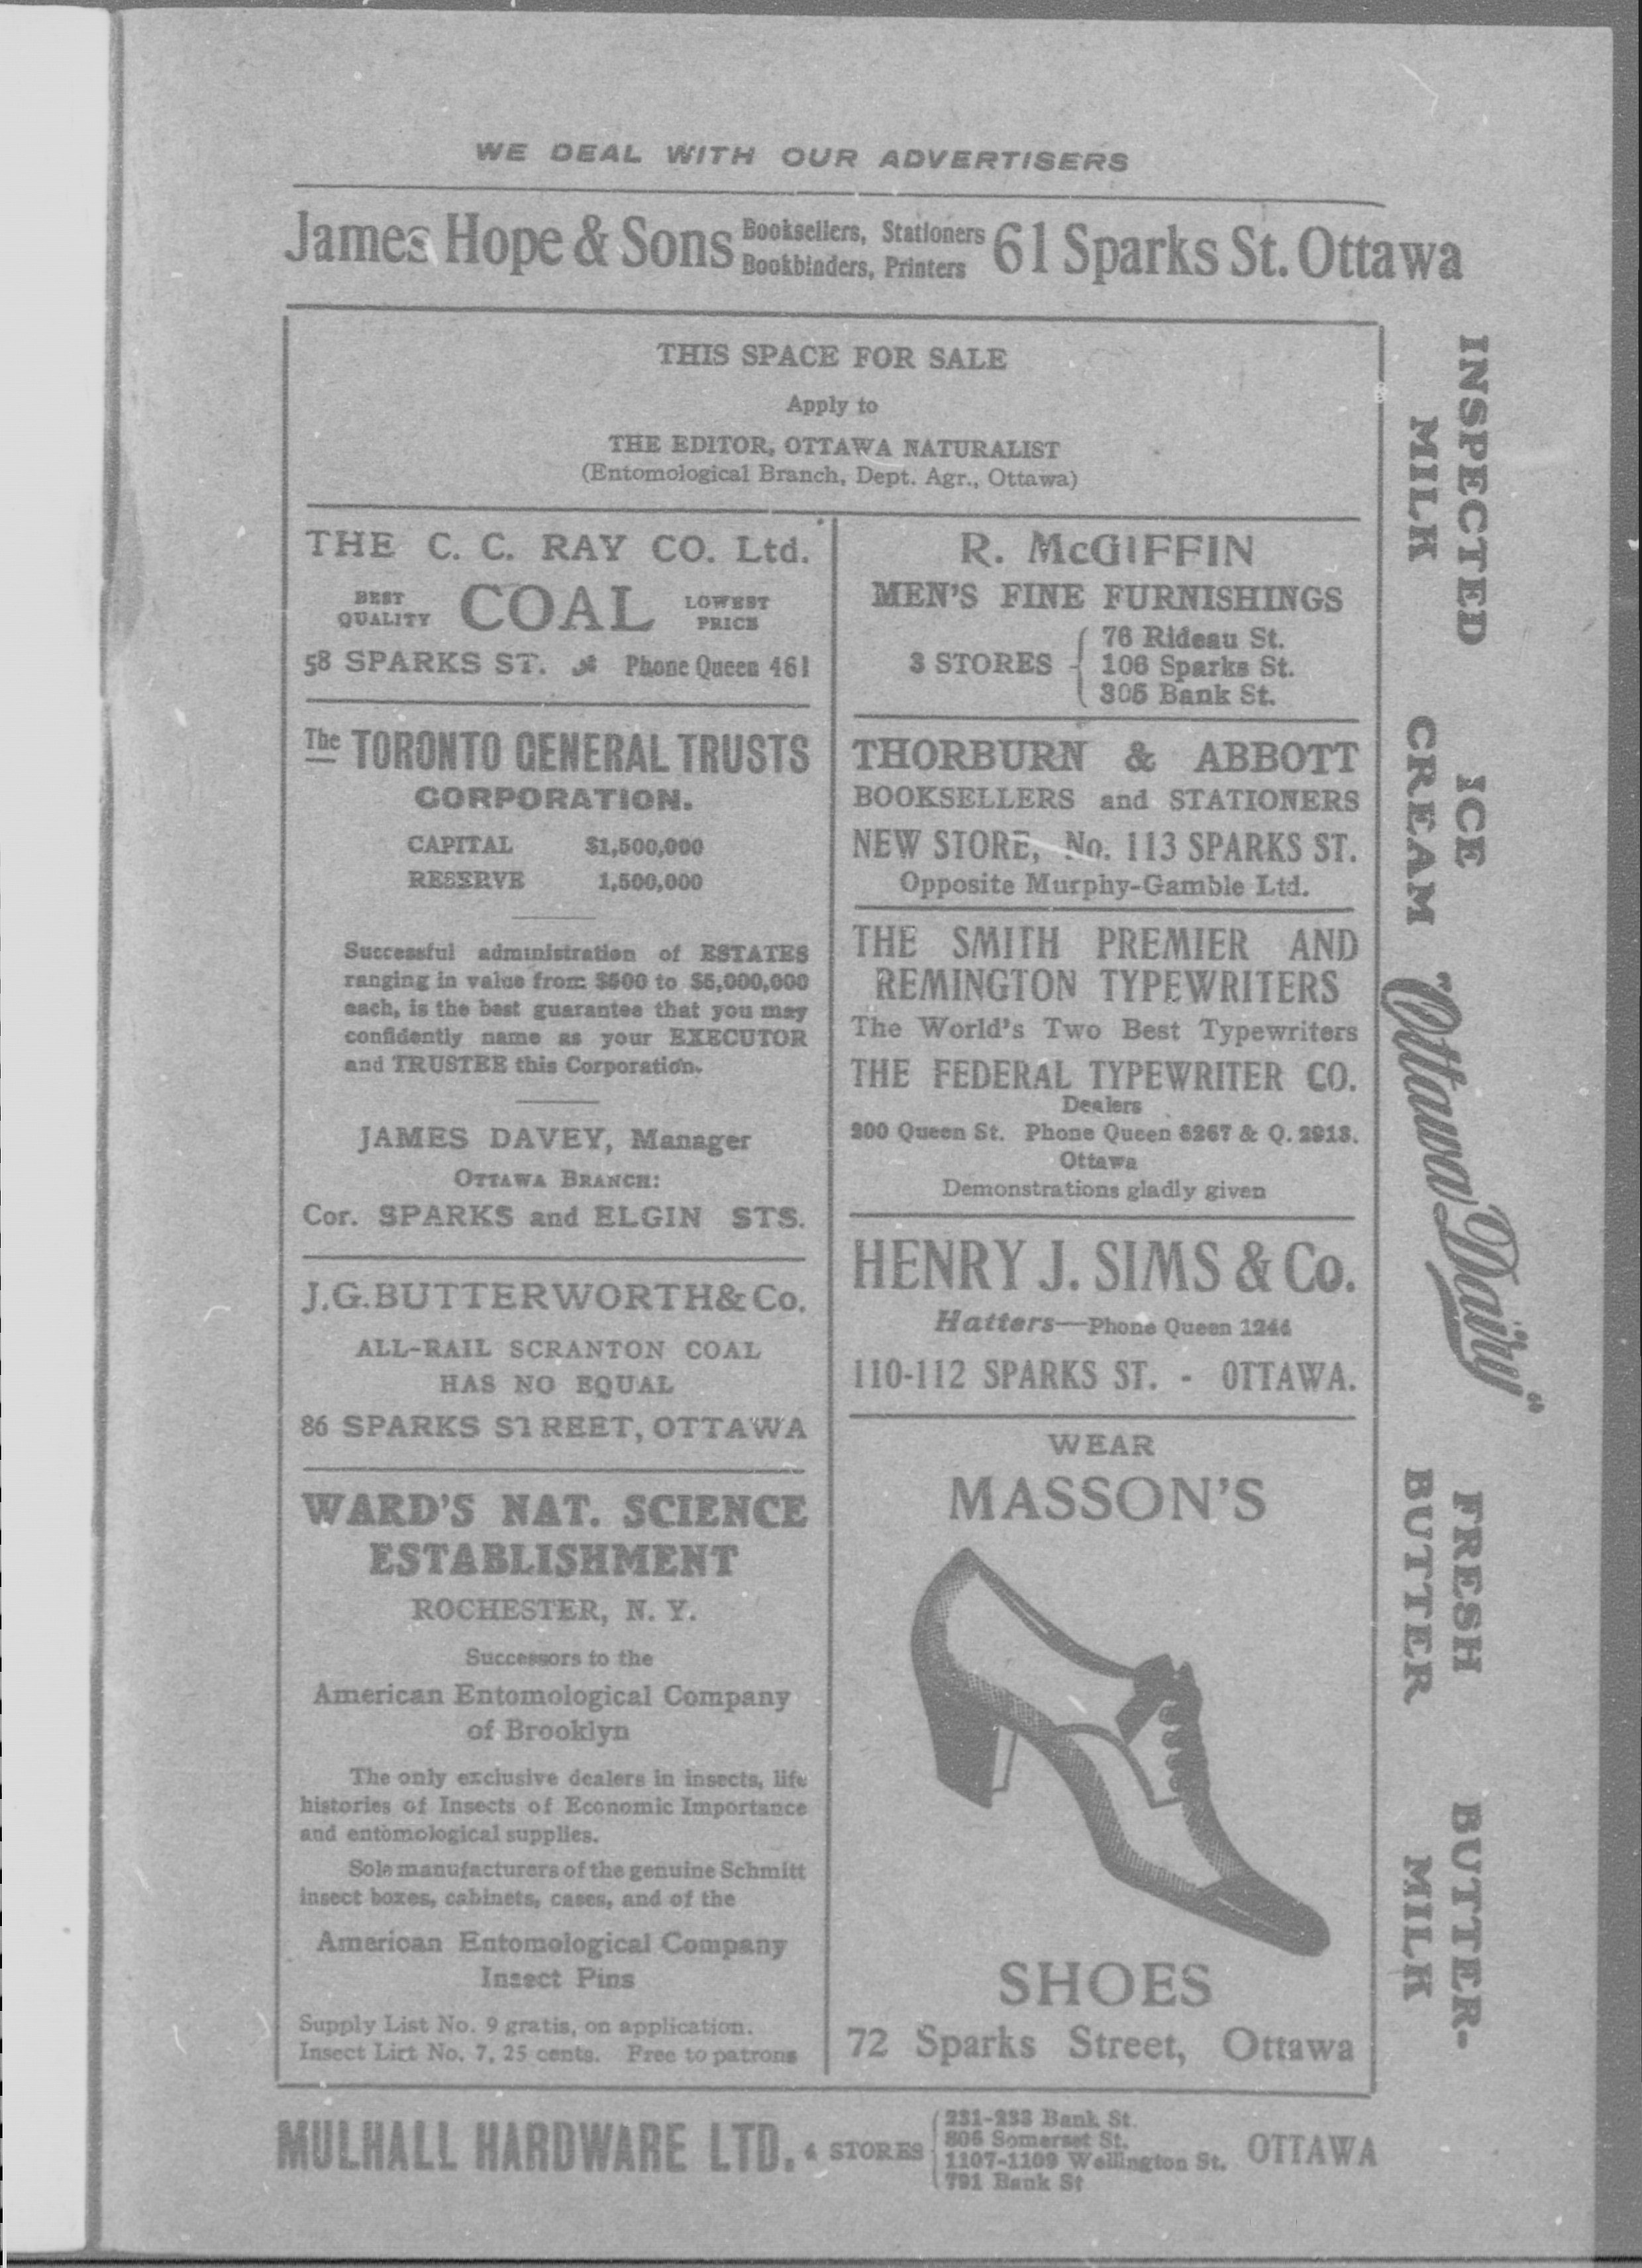 WE DEAL WITH OUR ADVERTISERS
James Hope & Sons Booksellers, Stationers Bookbinders, Printers 61 Sparks St. Ottawa
THIS SPACE FOR SALE
Apply to
THE EDITOR, OTTAWA NATURALIST
(Entomological Branch, Dept. Agr., Ottawa)
THE C. C. RAY CO. Ltd.
BEST QUALITY COAL LOWEST PRICE
58 SPARKS ST. Phone Queen 461
The TORONTO GENERAL TRUSTS
CORPORATION.
CAPITAL $1,500,000
RESERVE 1,500,000
Successful administration of ESTATES
ranging in value from $500 to $5,000,000
each, is the best guarantee that you may
confidently name as your EXECUTOR
and TRUSTEE this Corporation.
JAMES DAVEY, Manager
OTTAWA BRANCH:
Cor. SPARKS and ELGIN STS.
J.G. BUTTERWORTH & Co.
ALL-RAIL SCRANTON COAL
HAS NO EQUAL
86 SPARKS STREET, OTTAWA
WARD'S NAT. SCIENCE
ESTABLISHMENT
ROCHESTER, N. Y.
Successors to the
American Entomological Company
of Brooklyn
The only exclusive dealers in insects, life
histories of Insects of Economic Importance
and entomological supplies.
Sole manufacturers of the genuine Schmitt
insect boxes, cabinets, cases, and of the
American Entomological Company
Insect Pins
Supply List No. 9 gratis, on application.
Insect Lirt No. 7, 25 cents. Free to patrons
R. McGIFFIN
MEN'S FINE FURNISHINGS
3 STORES
76 Rideau St.
106 Sparks St.
305 Bank St.
THORBURN & ABBOTT
BOOKSELLERS and STATIONERS
NEW STORE, No. 113 SPARKS ST.
Opposite Murphy-Gamble Ltd.
THE SMITH PREMIER AND
REMINGTON TYPEWRITERS
The World's Two Best Typewriters
THE FEDERAL TYPEWRITER CO.
Dealers
200 Queen St. Phone Queen & Q.
Ottawa
Demonstrations gladly given
HENRY J. SIMS & Co.
Hatters—Phone Queen
110-112 SPARKS ST. - OTTAWA.
WEAR
MASSON'S
SHOES
72 Sparks Street, Ottawa
INSPECTED
MILK
ICE
CREAM
"Ottawa Dairy"
FRESH
BUTTER
BUTTER-
MILK
MULHALL HARDWARE LTD. 4 STORES
231-233 Bank St.
806 Somerset St.
1107-1109 Wellington St.
791 Bank St
OTTAWA